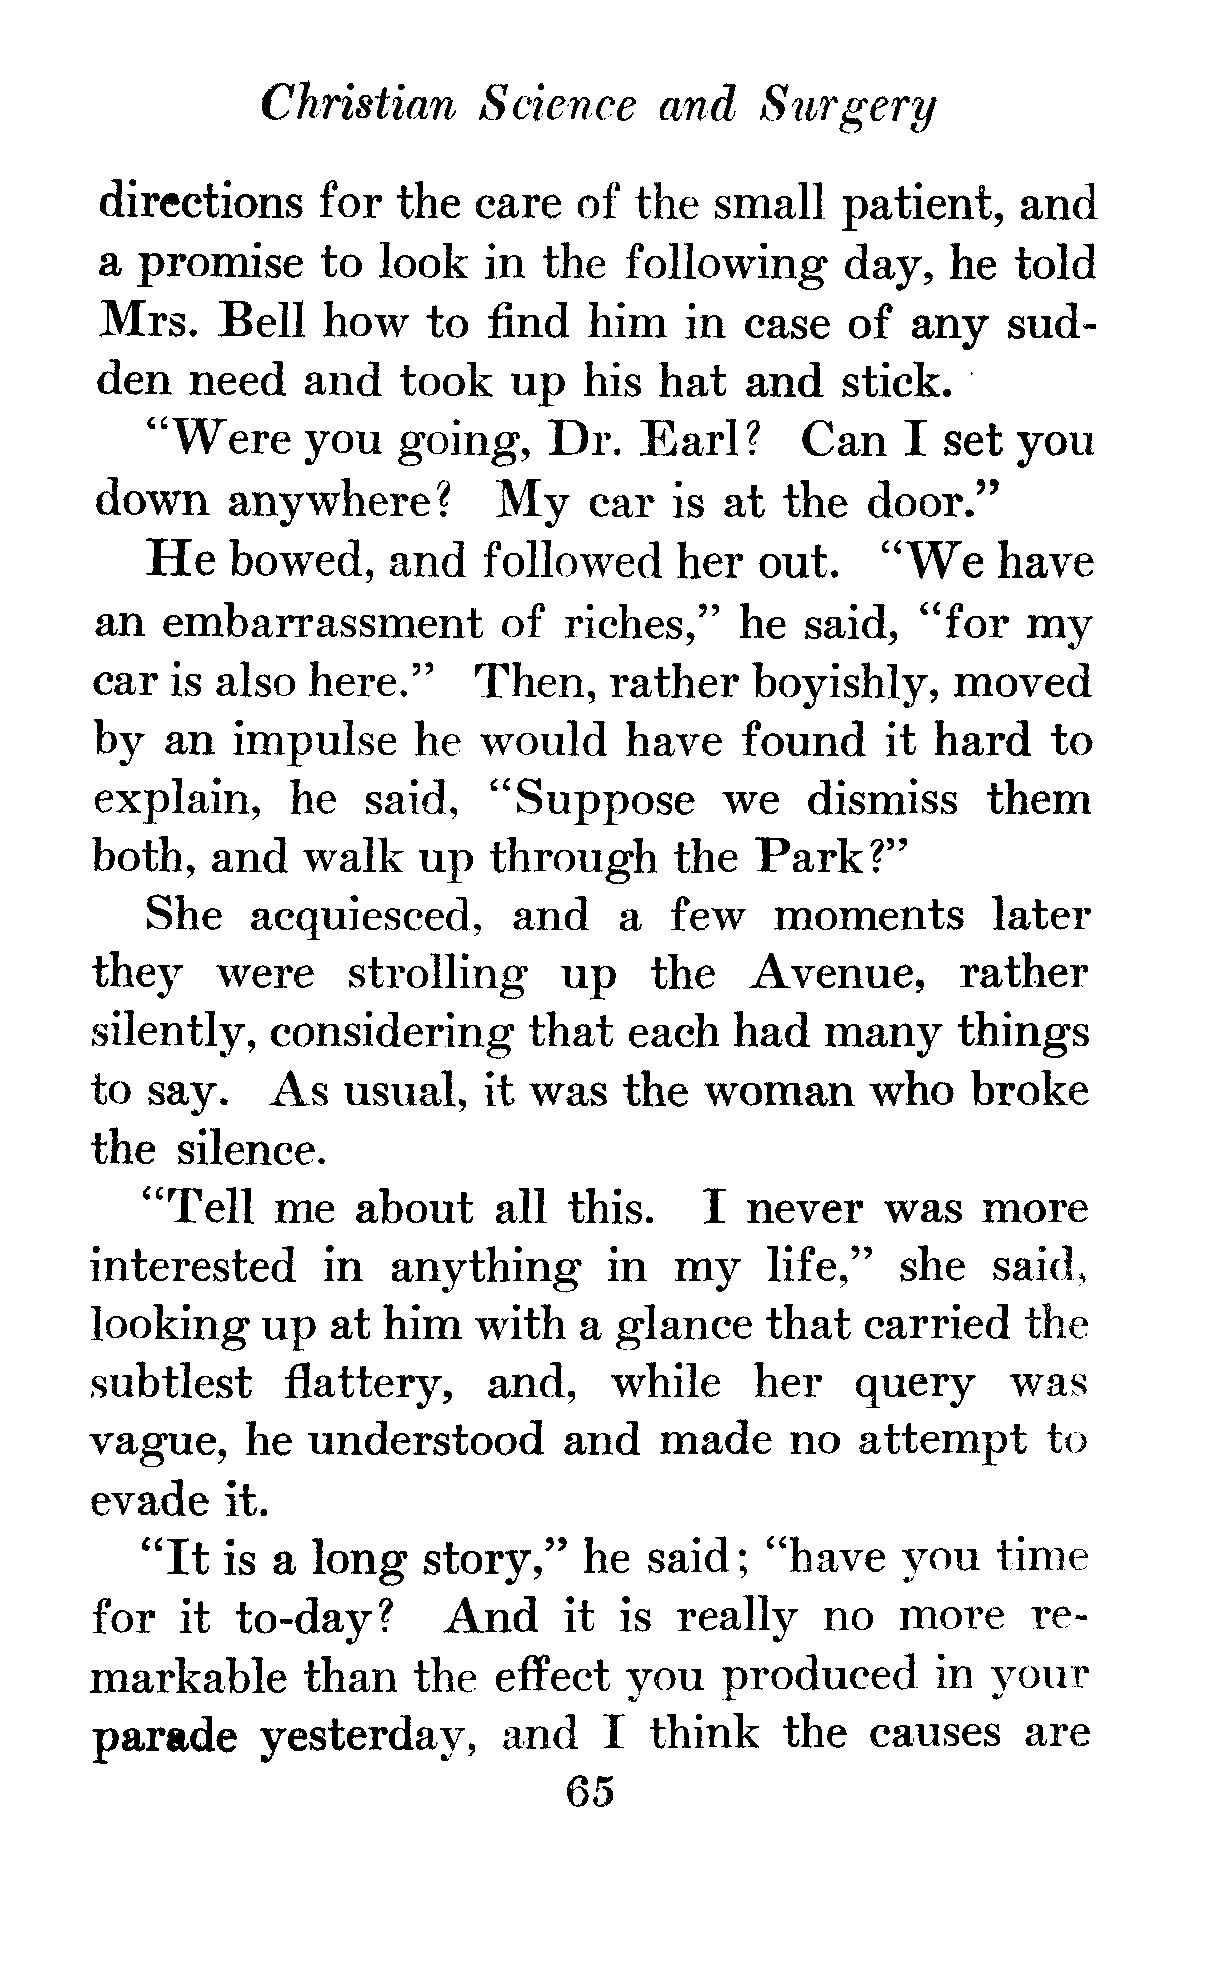 Christian Science and Surgery
directions for the care of the small patient, and
a promise to look in the following day, he told
Mrs. Bell how to find him in case of any sud-
den need and took up his hat and stick.
“Were you going, Dr. Earl? Can I set you
down anywhere? My car is at the door.”
He bowed, and followed her out. “We have
an embarrassment of riches,” he said, “for my
car is also here.” Then, rather boyishly, moved
by an impulse he would have found it hard to
explain, he said, “Suppose we dismiss them
both, and walk up through the Park?”
She acquiesced, and a few moments later
they were strolling up the Avenue, rather
silently, considering that each had many things
to say. As usual, it was the woman who broke
the silence.
“Tell me about all this. I never was more
interested in anything in my life,” she said,
looking up at him with a glance that carried the
subtlest flattery, and, while her query was
vague, he understood and made no attempt to
evade it.
“It is a long story,” he said; “have you time
for it to-day? And it is really no more re-
markable than the effect you produced in your
parade yesterday, and I think the causes are
65